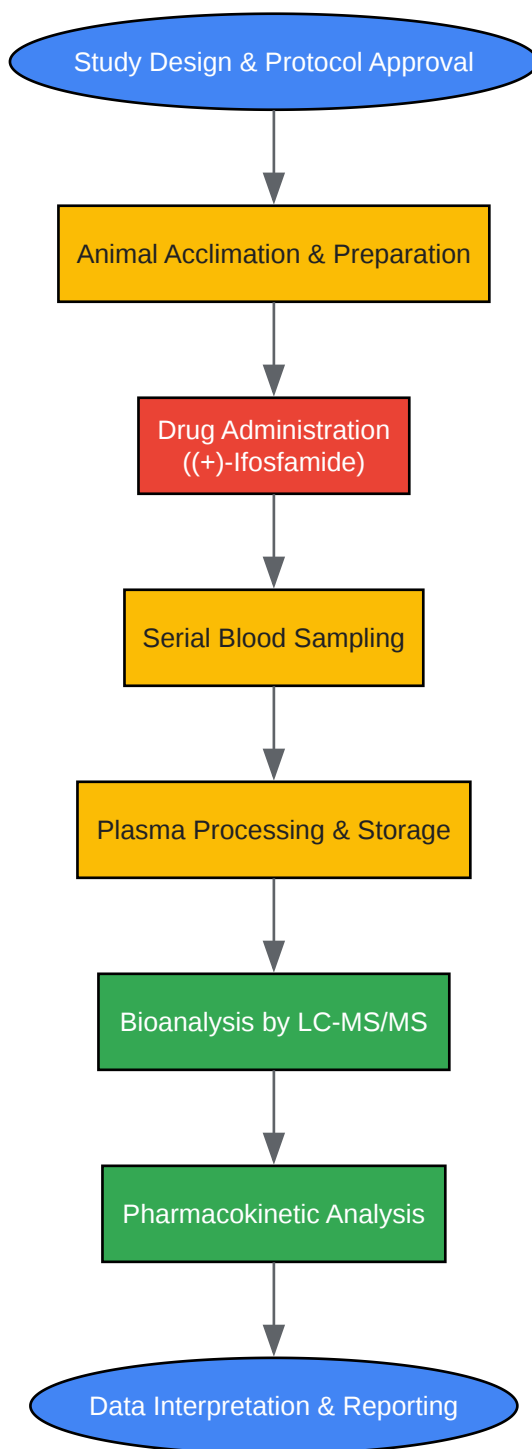 Study Design & Protocol Approval
Animal Acclimation & Preparation
Drug Administration
((+)-Ifosfamide)
Serial Blood Sampling
Plasma Processing & Storage
Bioanalysis by LC-MS/MS
Pharmacokinetic Analysis
Data Interpretation & Reporting